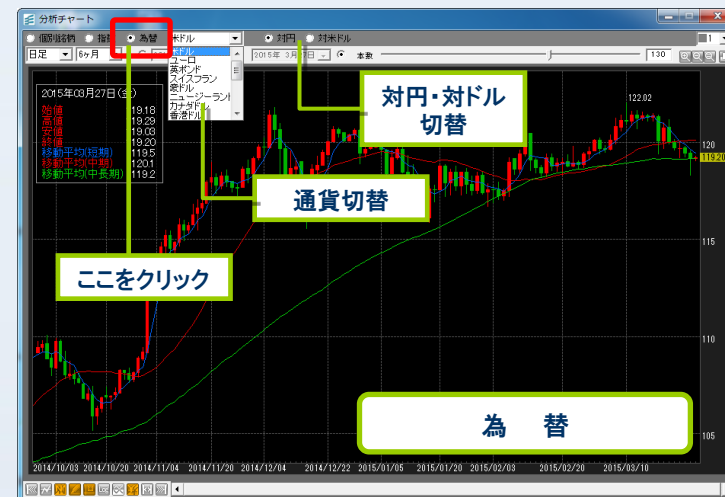 分析チャート
個別銘柄 指数 為替 米ドル 対円 対米ドル 1
日足 6ヶ月 2015年 3月27日 本数 130
米ドル
ユーロ
英ポンド
スイスフラン
豪ドル
ニュージーラント
カナダドル
香港ドル
2015年03月27日(金)
始値
高値
安値
終値
移動平均(短期) 119.5
移動平均(中期) 120.1
移動平均(中長期) 119.2
対円・対ドル
切替
通貨切替
ここをクリック
122.02
120
119.20
115
110
105
為 替
2014/10/03 2014/10/20 2014/11/04 2014/11/20 2014/12/04 2014/12/22 2015/01/05 2015/01/20 2015/02/03 2015/02/20 2015/03/10